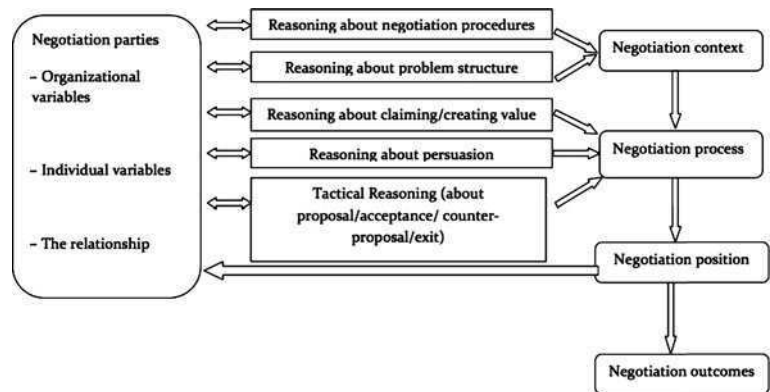 Negotiation parties
– Organizational
variables
– Individual variables
– The relationship
Reasoning about negotiation procedures
Reasoning about problem structure
Reasoning about claiming/creating value
Reasoning about persuasion
Tactical Reasoning (about
proposal/acceptance/ counter-
proposal/exit)
Negotiation context
Negotiation process
Negotiation position
Negotiation outcomes